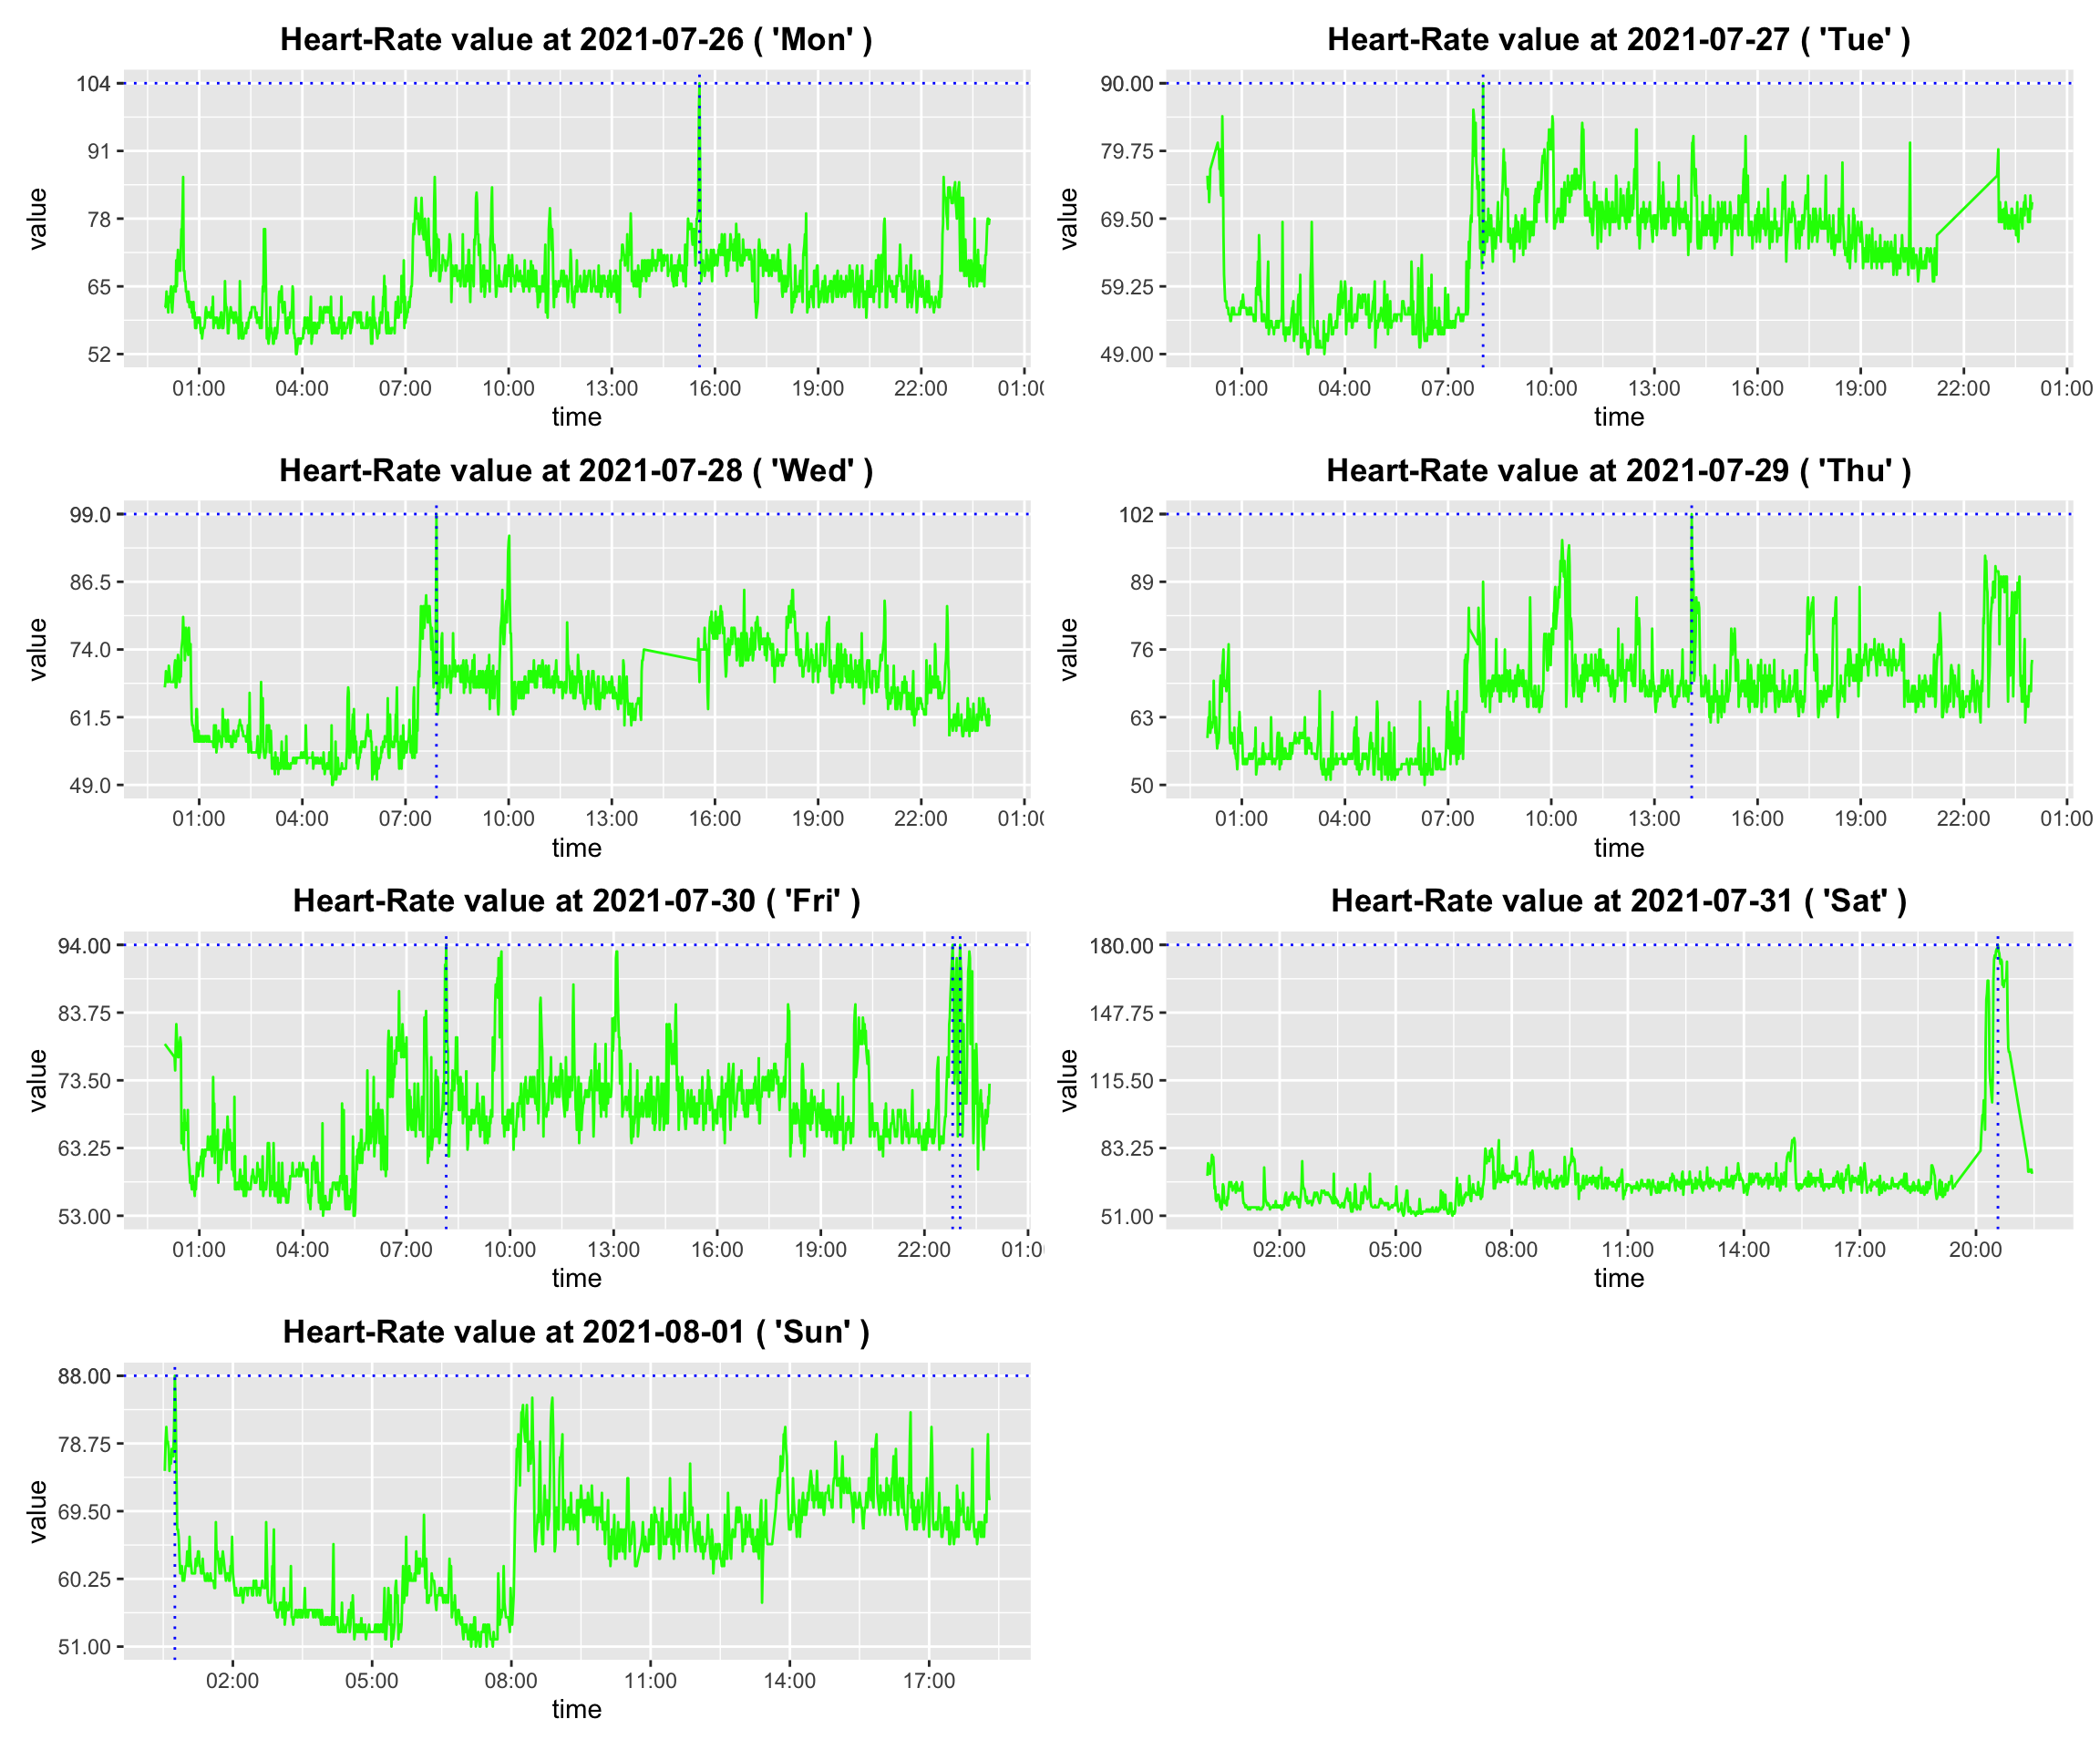 Heart-Rate value at 2021-07-26 ( 'Mon' )
104
91
78
65
52
value
01:00 04:00 07:00 10:00 13:00 16:00 19:00 22:00 01:00
time
Heart-Rate value at 2021-07-27 ( 'Tue' )
90.00
79.75
69.50
59.25
49.00
value
01:00 04:00 07:00 10:00 13:00 16:00 19:00 22:00 01:00
time
Heart-Rate value at 2021-07-28 ( 'Wed' )
99.0
86.5
74.0
61.5
49.0
value
01:00 04:00 07:00 10:00 13:00 16:00 19:00 22:00 01:00
time
Heart-Rate value at 2021-07-29 ( 'Thu' )
102
89
76
63
50
value
01:00 04:00 07:00 10:00 13:00 16:00 19:00 22:00 01:00
time
Heart-Rate value at 2021-07-30 ( 'Fri' )
94.00
83.75
73.50
63.25
53.00
value
01:00 04:00 07:00 10:00 13:00 16:00 19:00 22:00 01:0
time
Heart-Rate value at 2021-07-31 ( 'Sat' )
180.00
147.75
115.50
83.25
51.00
value
02:00 05:00 08:00 11:00 14:00 17:00 20:00
time
Heart-Rate value at 2021-08-01 ( 'Sun' )
88.00
78.75
69.50
60.25
51.00
value
02:00 05:00 08:00 11:00 14:00 17:00
time